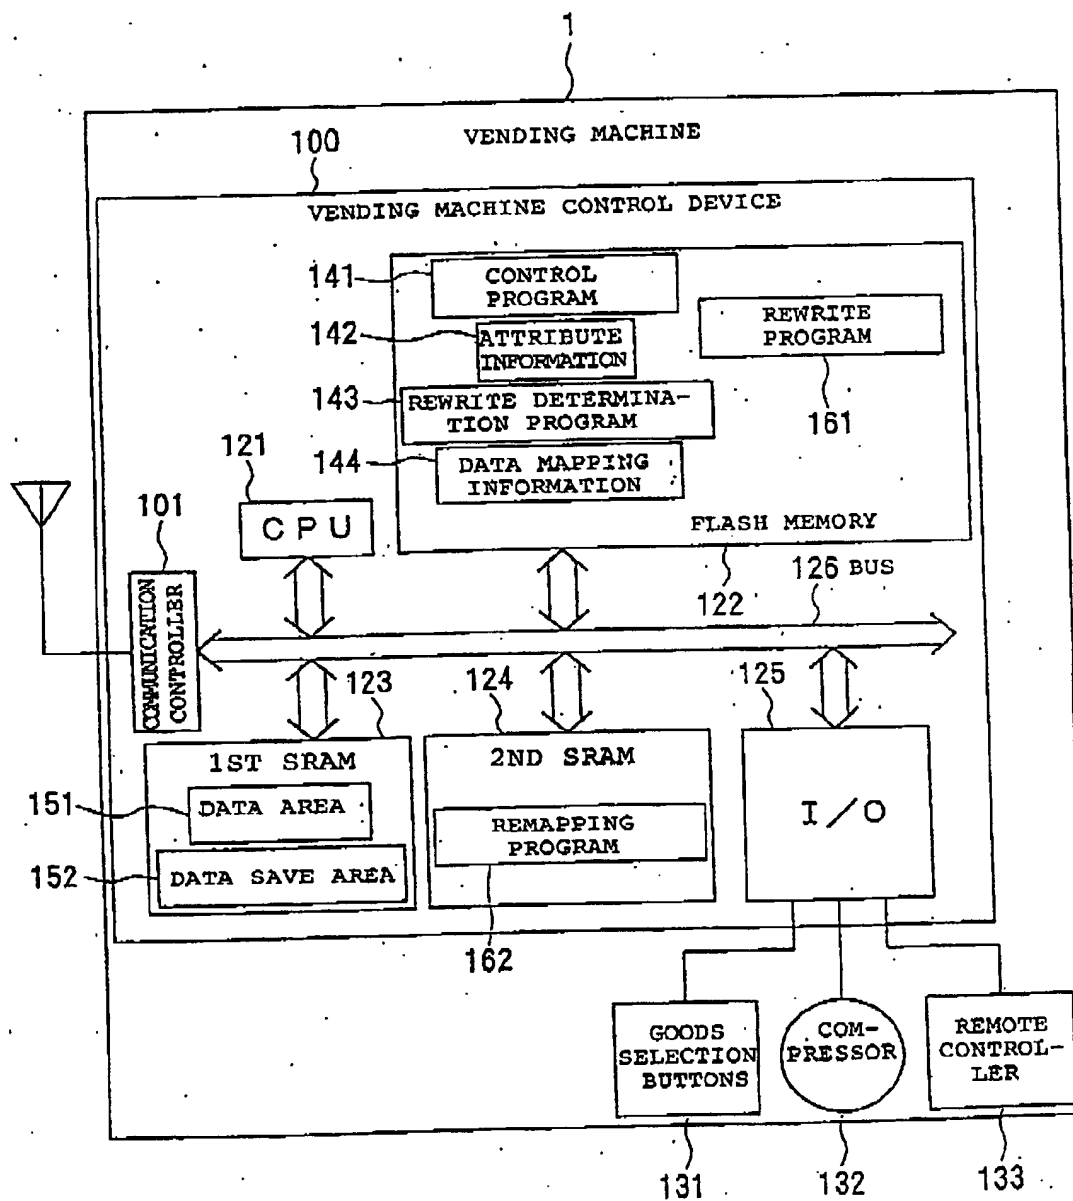 1
VENDING MACHINE
100
VENDING MACHINE CONTROL DEVICE
141
CONTROL
PROGRAM
142
ATTRIBUTE
INFORMATION
REWRITE
PROGRAM
161
143
REWRITE DETERMINA-
TION PROGRAM
144
DATA MAPPING
INFORMATION
FLASH MEMORY
122
121
CPU
101
COMMUNICATION
CONTROLLER
126 BUS
123
1ST SRAM
151
DATA AREA
152
DATA SAVE AREA
124
2ND SRAM
REMAPPING
PROGRAM
162
125
I/O
GOODS
SELECTION
BUTTONS
131
COM-
PRESSOR
132
REMOTE
CONTROL-
LER
133